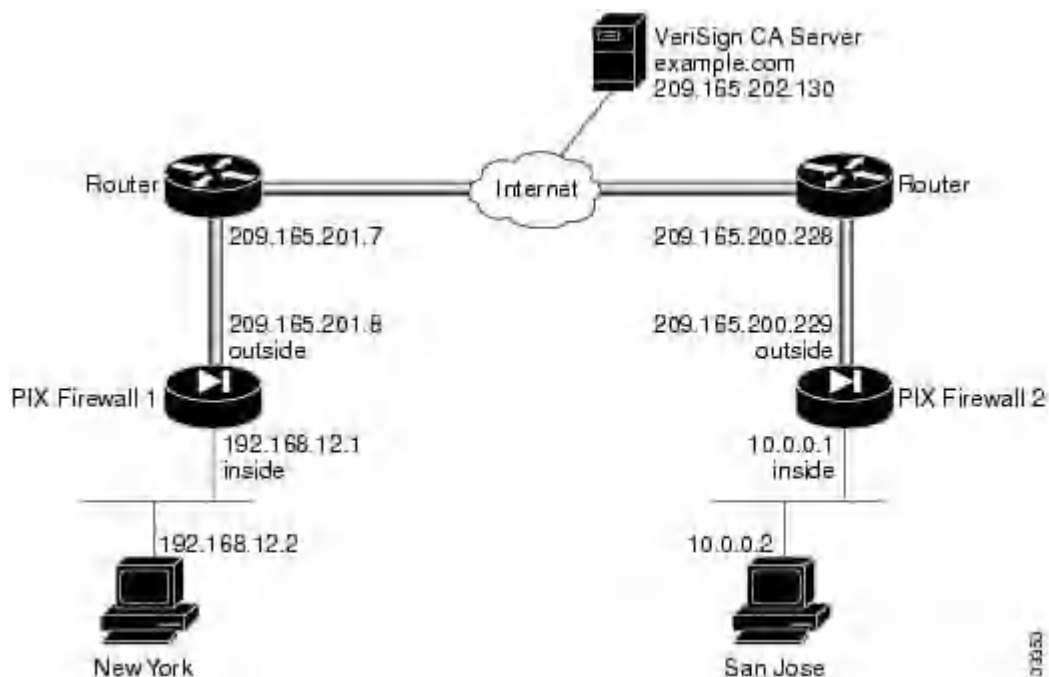 VeriSign CA Server
example.com
209.165.202.130
Router
Internet
Router
209.165.201.7
209.165.200.228
209.165.201.8
outside
209.165.200.229
outside
PIX Firewall 1
PIX Firewall 2
192.168.12.1
inside
10.0.0.1
inside
192.168.12.2
10.0.0.2
New York
San Jose